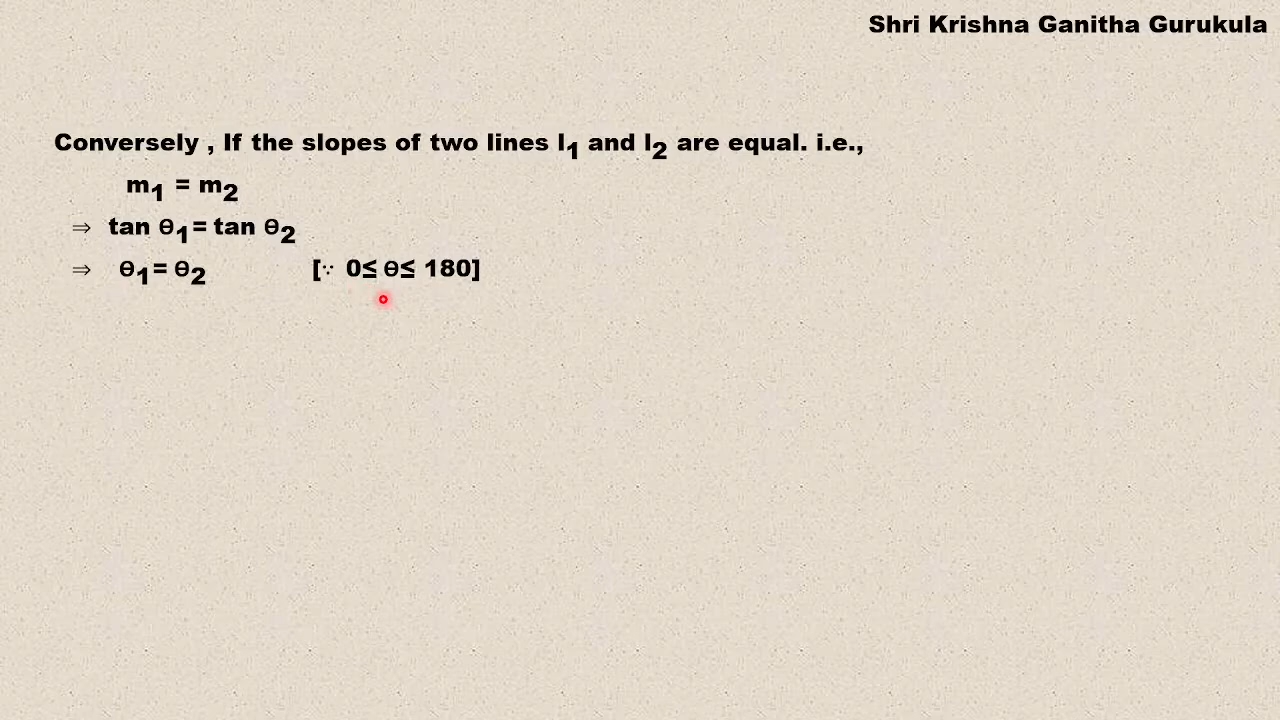 Shri Krishna Ganitha Gurukula
Conversely , If the slopes of two lines l₁ and l₂ are equal. i.e.,
m₁ = m₂
⇒ tan θ₁= tan θ₂
⇒ θ₁= θ₂ [∵ 0≤ θ≤ 180]